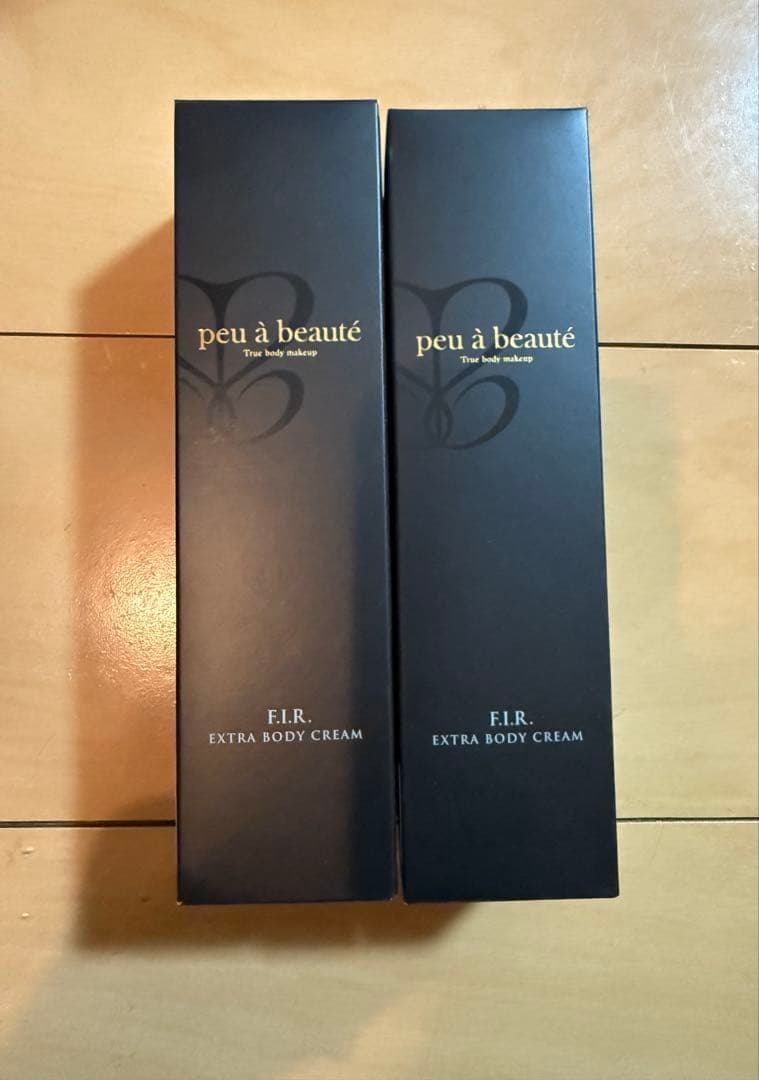 peu à beauté
True body makeup
F.I.R.
EXTRA BODY CREAM
peu à beauté
True body makeup
F.I.R.
EXTRA BODY CREAM